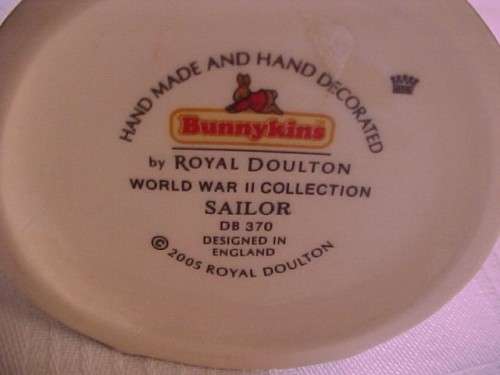 HAND MADE AND HAND DECORATED
Bunnykins
by ROYAL DOULTON
WORLD WAR II COLLECTION
SAILOR
DB 370
DESIGNED IN
ENGLAND
© 2005 ROYAL DOULTON